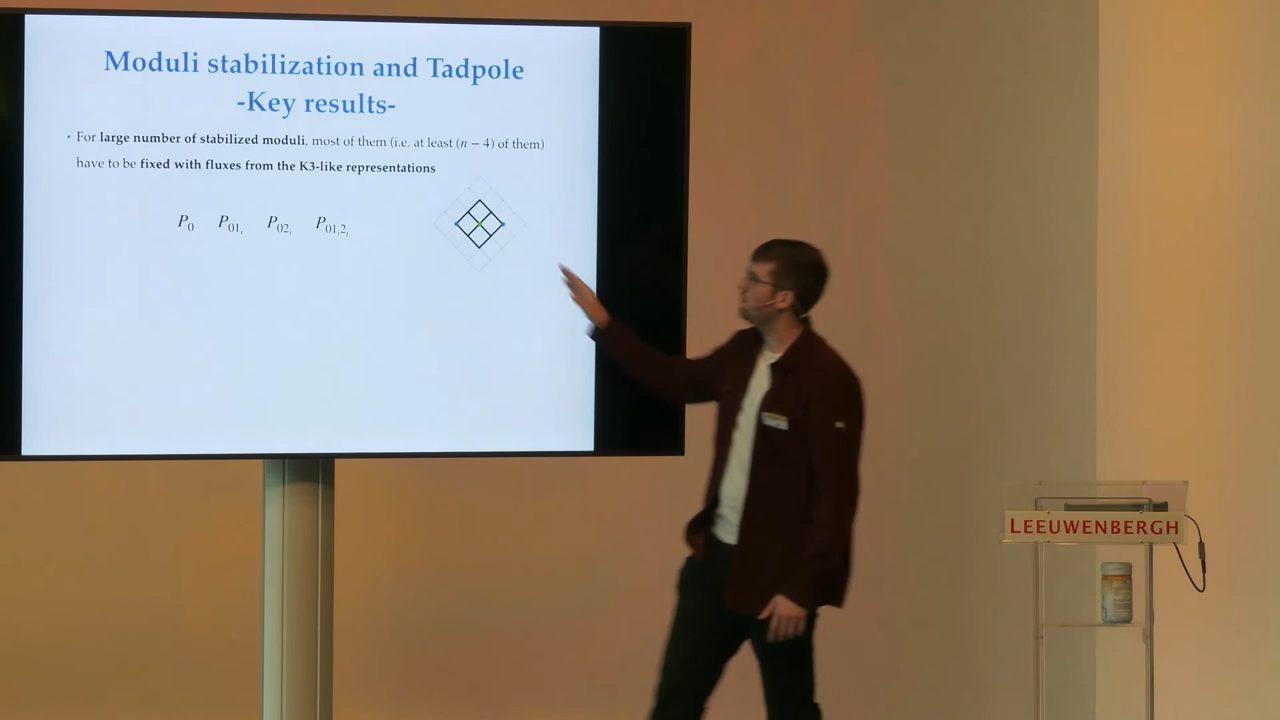 Moduli stabilization and Tadpole
-Key results-
• For large number of stabilized moduli, most of them (i.e. at least (n − 4) of them)
have to be fixed with fluxes from the K3-like representations
P₀ P₀₁, P₀₂, P₀₁,₂,
LEEUWENBERGH